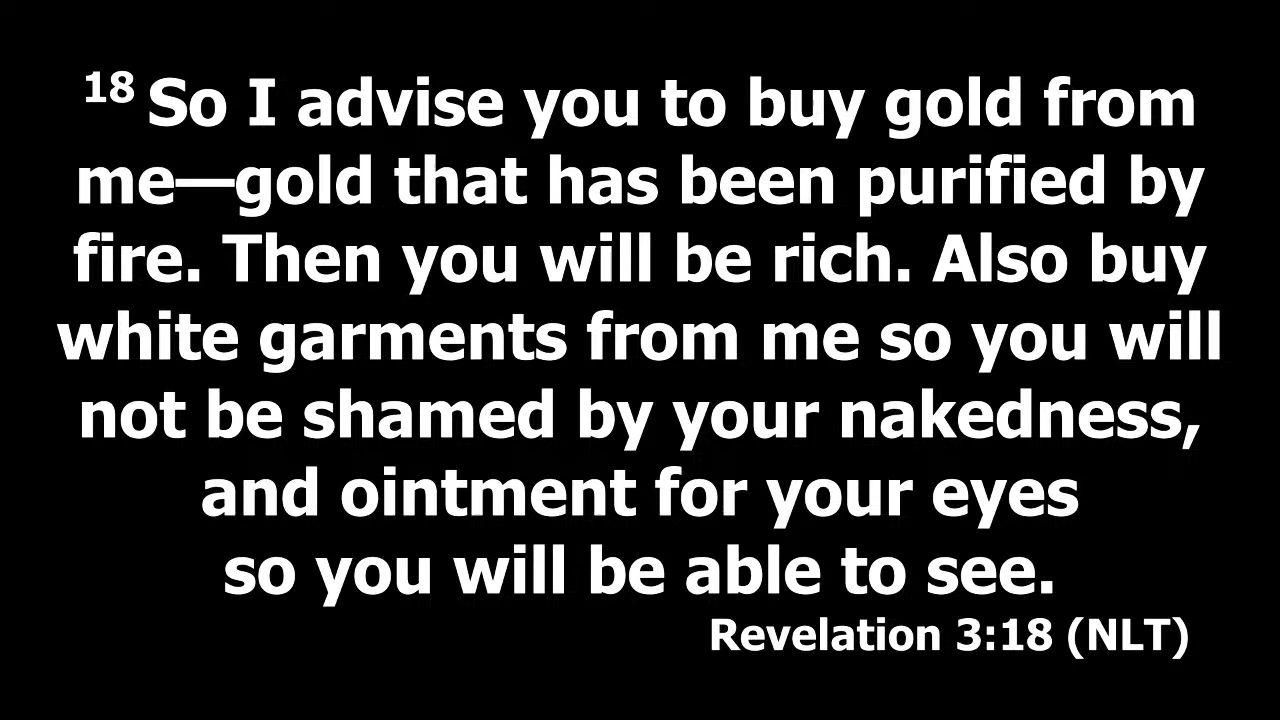 18 So I advise you to buy gold from
me—gold that has been purified by
fire. Then you will be rich. Also buy
white garments from me so you will
not be shamed by your nakedness,
and ointment for your eyes
so you will be able to see.
Revelation 3:18 (NLT)